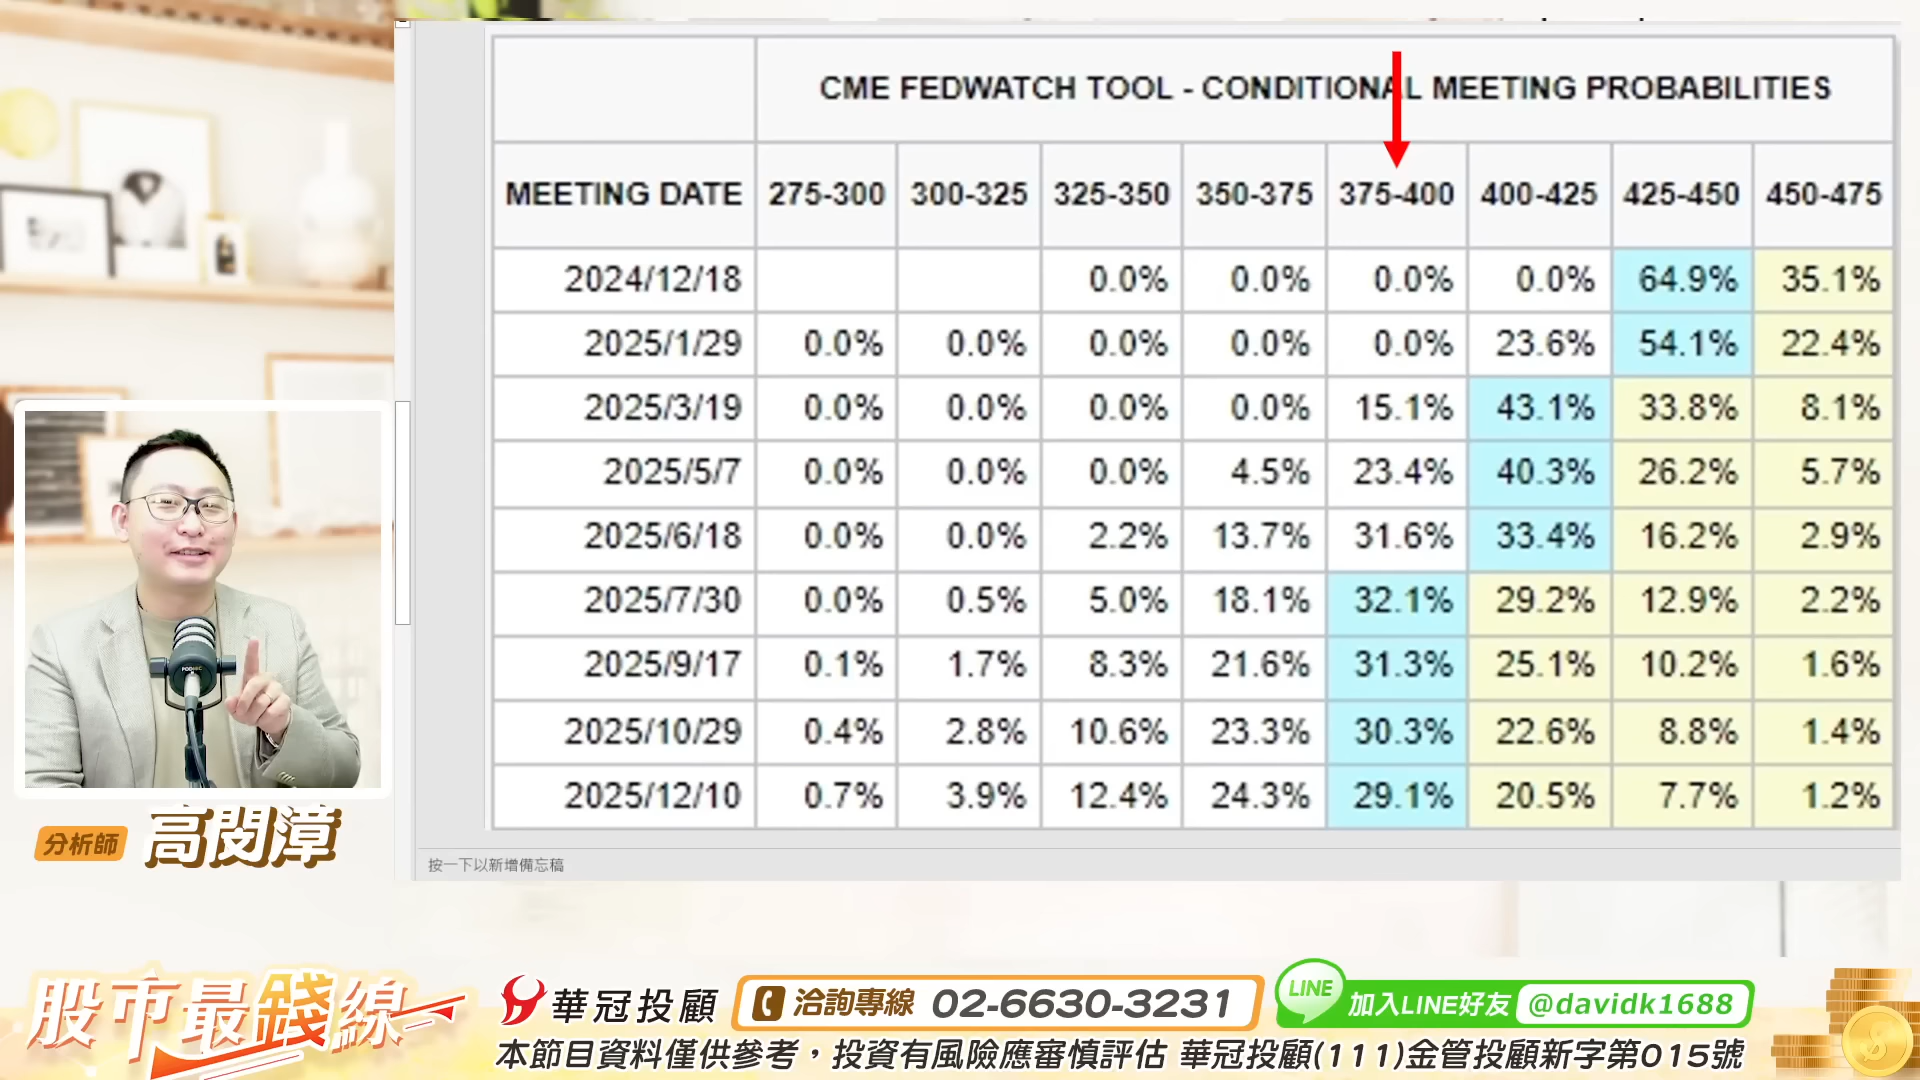 CME FEDWATCH TOOL - CONDITIONAL MEETING PROBABILITIES
MEETING DATE 275-300 300-325 325-350 350-375 375-400 400-425 425-450 450-475
2024/12/18 0.0% 0.0% 0.0% 0.0% 64.9% 35.1%
2025/1/29 0.0% 0.0% 0.0% 0.0% 0.0% 23.6% 54.1% 22.4%
2025/3/19 0.0% 0.0% 0.0% 0.0% 15.1% 43.1% 33.8% 8.1%
2025/5/7 0.0% 0.0% 0.0% 4.5% 23.4% 40.3% 26.2% 5.7%
2025/6/18 0.0% 0.0% 2.2% 13.7% 31.6% 33.4% 16.2% 2.9%
2025/7/30 0.0% 0.5% 5.0% 18.1% 32.1% 29.2% 12.9% 2.2%
2025/9/17 0.1% 1.7% 8.3% 21.6% 31.3% 25.1% 10.2% 1.6%
2025/10/29 0.4% 2.8% 10.6% 23.3% 30.3% 22.6% 8.8% 1.4%
2025/12/10 0.7% 3.9% 12.4% 24.3% 29.1% 20.5% 7.7% 1.2%
按一下以新增備忘稿
分析師 高閔漳
股市最錢線
華冠投顧 洽詢專線 02-6630-3231 LINE 加入LINE好友 @davidk1688
本節目資料僅供參考，投資有風險應審慎評估 華冠投顧(111)金管投顧新字第015號